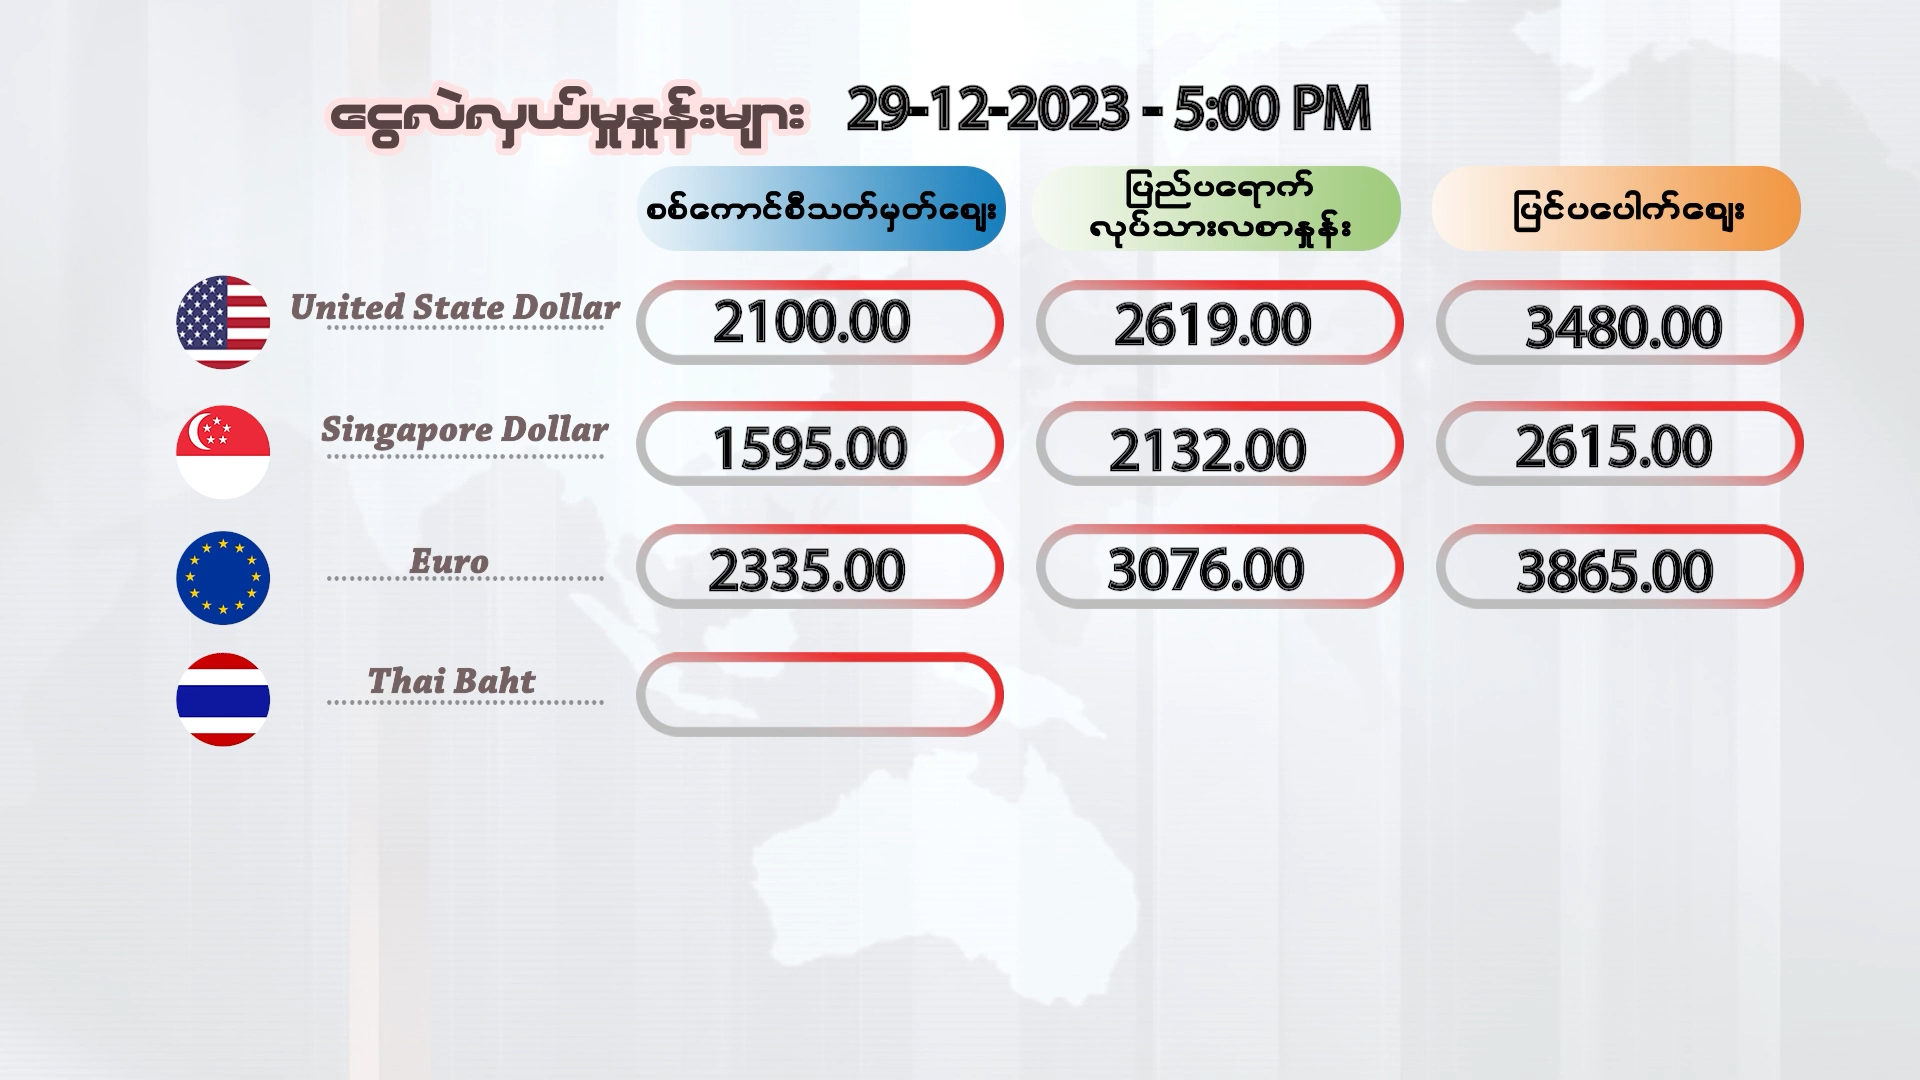 ငွေလဲလှယ်မှုနှုန်းများ 29-12-2023 - 5:00 PM
စစ်ကောင်စီသတ်မှတ်ဈေး
ပြည်ပရောက်
လုပ်သားလစာနှုန်း
ပြင်ပပေါက်ဈေး
United State Dollar 2100.00 2619.00 3480.00
Singapore Dollar 1595.00 2132.00 2615.00
Euro 2335.00 3076.00 3865.00
Thai Baht